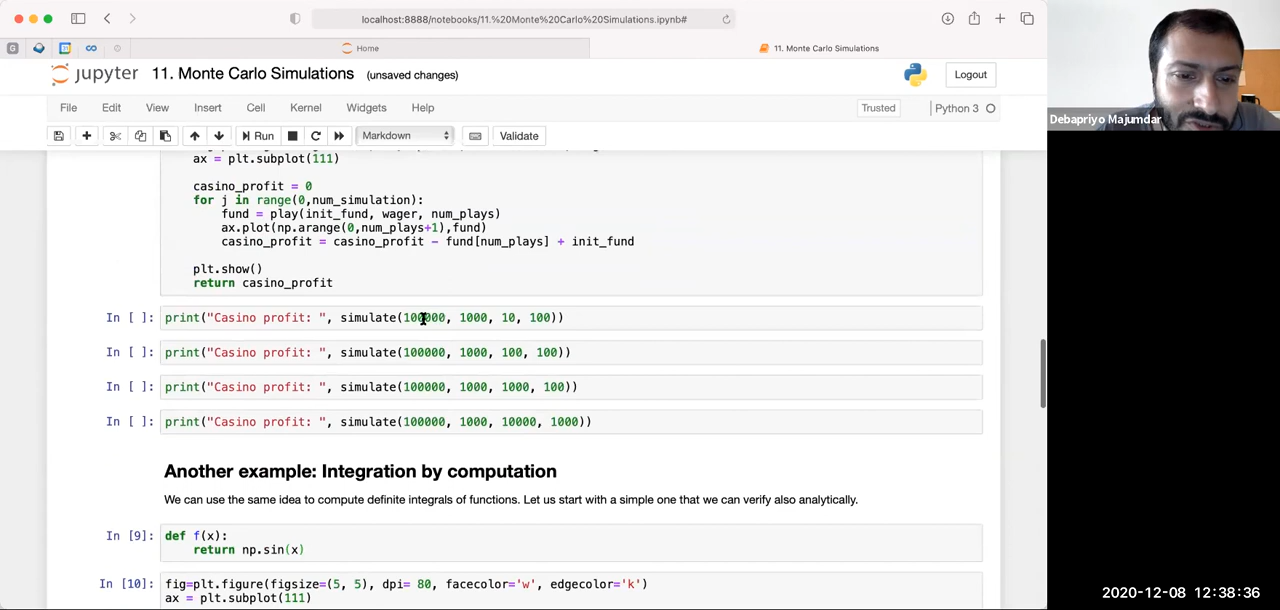 localhost:8888/notebooks/11.%20Monte%20Carlo%20Simulations.ipynb#
G
Home
11. Monte Carlo Simulations
jupyter 11. Monte Carlo Simulations (unsaved changes)
Logout
File Edit View Insert Cell Kernel Widgets Help
Trusted Python 3
Run Markdown Validate
Debapriyo Majumdar
ax = plt.subplot(111)
casino_profit = 0
for j in range(0,num_simulation):
fund = play(init_fund, wager, num_plays)
ax.plot(np.arange(0,num_plays+1),fund)
casino_profit = casino_profit - fund[num_plays] + init_fund
plt.show()
return casino_profit
In [ ]: print("Casino profit: ", simulate(100000, 1000, 10, 100))
In [ ]: print("Casino profit: ", simulate(100000, 1000, 100, 100))
In [ ]: print("Casino profit: ", simulate(100000, 1000, 1000, 100))
In [ ]: print("Casino profit: ", simulate(100000, 1000, 10000, 1000))
Another example: Integration by computation
We can use the same idea to compute definite integrals of functions. Let us start with a simple one that we can verify also analytically.
In [9]: def f(x):
return np.sin(x)
In [10]: fig=plt.figure(figsize=(5, 5), dpi= 80, facecolor='w', edgecolor='k')
ax = plt.subplot(111)
2020-12-08 12:38:36